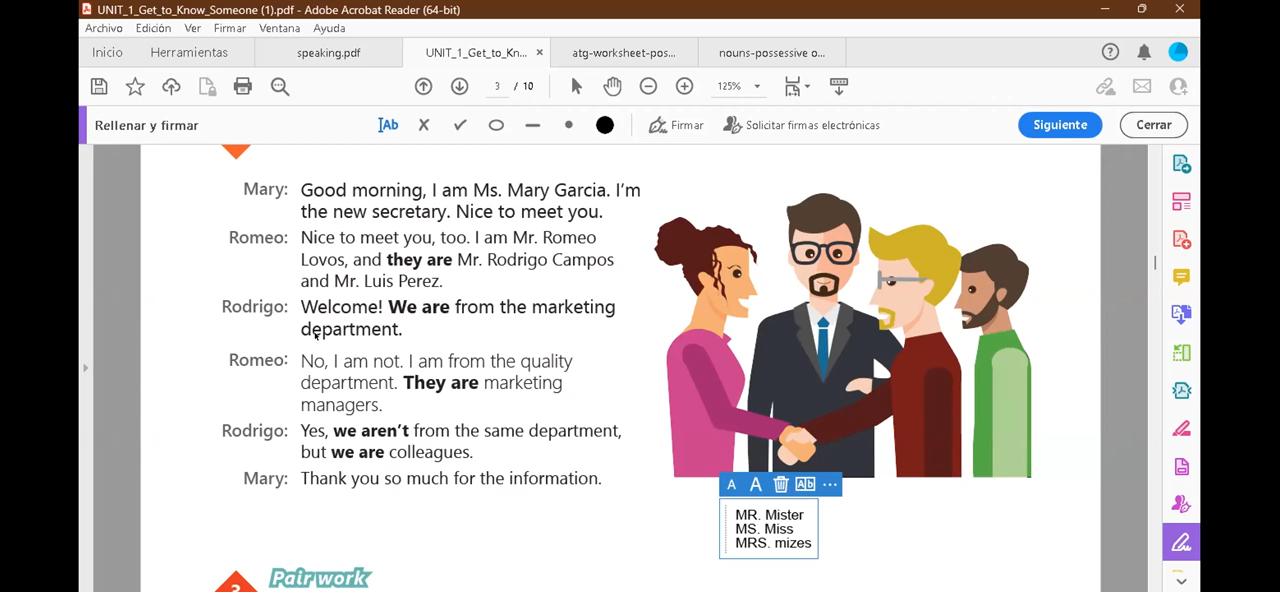 UNIT_1_Get_to_Know_Someone (1).pdf - Adobe Acrobat Reader (64-bit)
Archivo Edición Ver Firmar Ventana Ayuda
Inicio Herramientas speaking.pdf UNIT_1_Get_to_Kn... × atg-worksheet-pos... nouns-possessive o...
3 / 10 125%
Rellenar y firmar Ab Firmar Solicitar firmas electrónicas Siguiente Cerrar
Mary: Good morning, I am Ms. Mary Garcia. I'm
the new secretary. Nice to meet you.
Romeo: Nice to meet you, too. I am Mr. Romeo
Lovos, and they are Mr. Rodrigo Campos
and Mr. Luis Perez.
Rodrigo: Welcome! We are from the marketing
department.
Romeo: No, I am not. I am from the quality
department. They are marketing
managers.
Rodrigo: Yes, we aren't from the same department,
but we are colleagues.
Mary: Thank you so much for the information.
A A Ab ...
MR. Mister
MS. Miss
MRS. mizes
3 Pair work